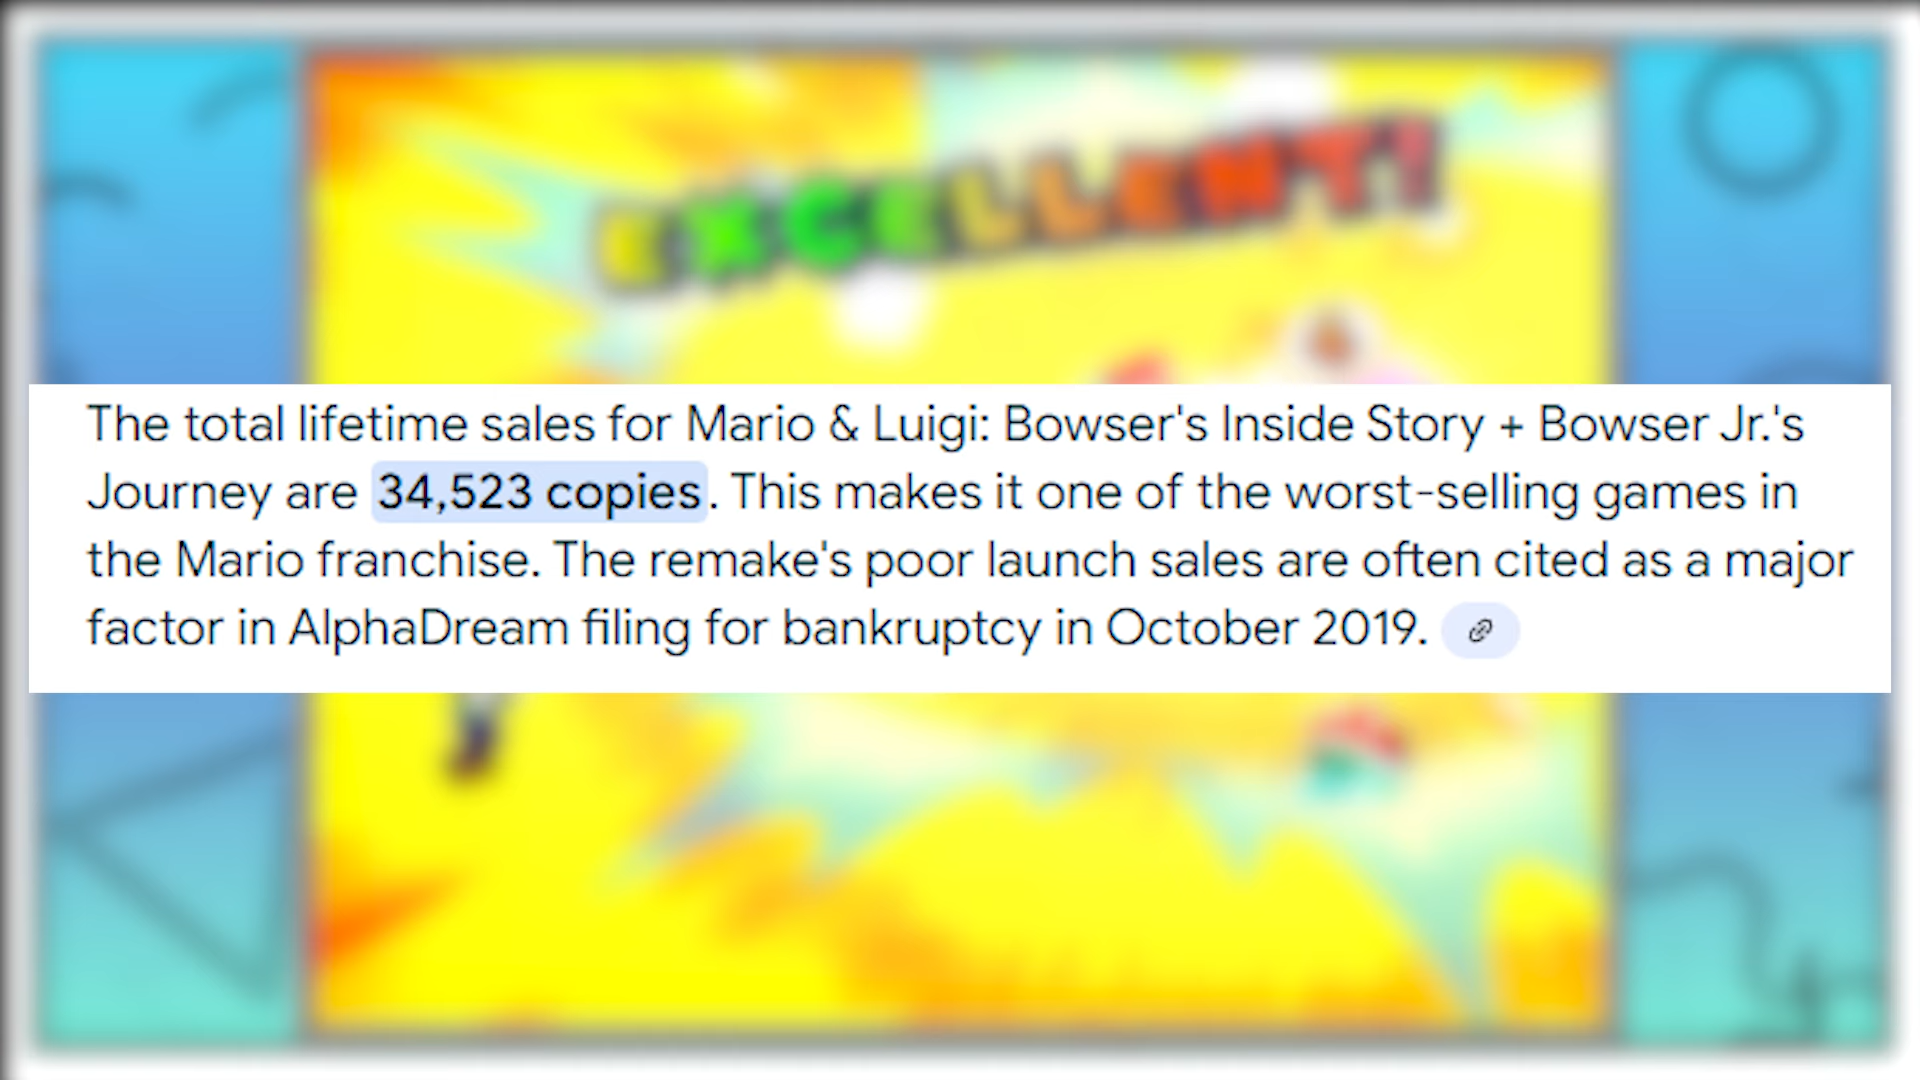 EXCELLENT!
The total lifetime sales for Mario & Luigi: Bowser's Inside Story + Bowser Jr.'s
Journey are 34,523 copies. This makes it one of the worst-selling games in
the Mario franchise. The remake's poor launch sales are often cited as a major
factor in AlphaDream filing for bankruptcy in October 2019.